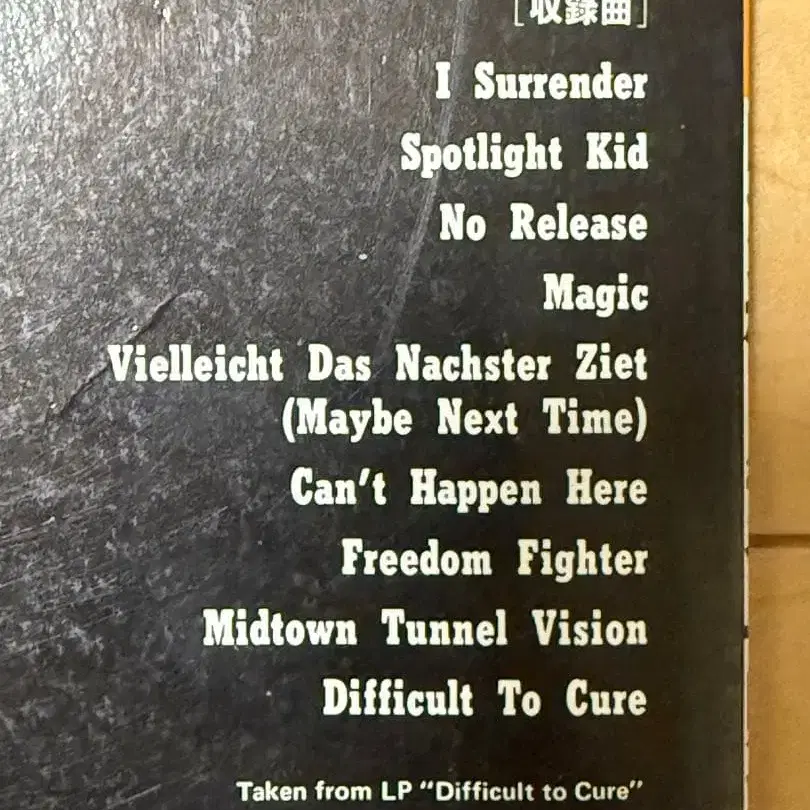 [収録曲]
I Surrender
Spotlight Kid
No Release
Magic
Vielleicht Das Nachster Ziet
(Maybe Next Time)
Can't Happen Here
Freedom Fighter
Midtown Tunnel Vision
Difficult To Cure
Taken from LP "Difficult to Cure"